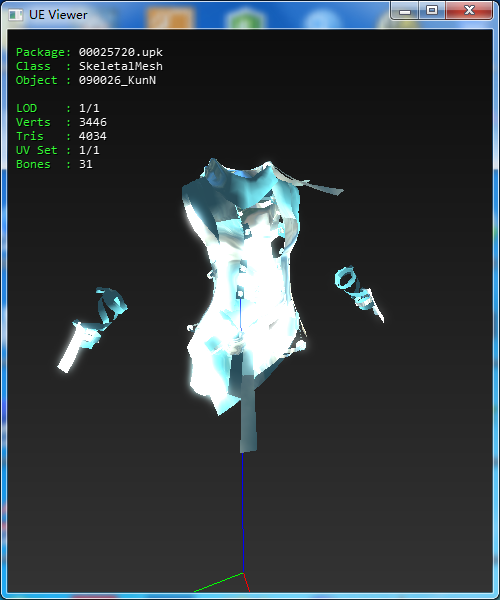 UE Viewer
Package: 00025720.upk
Class : SkeletalMesh
Object : 090026_KunN
LOD : 1/1
Verts : 3446
Tris : 4034
UV Set : 1/1
Bones : 31